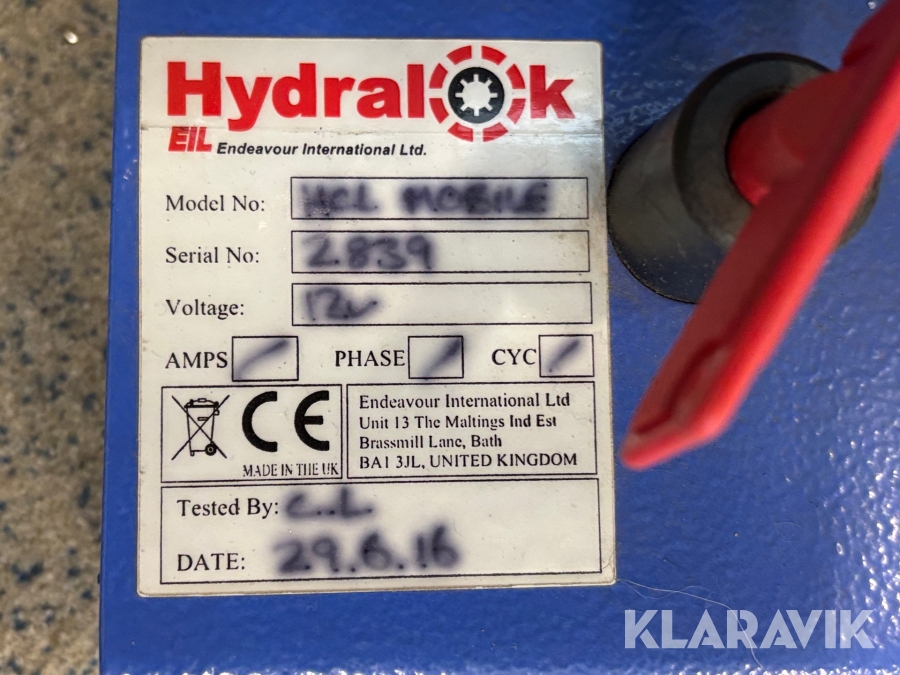 Hydralok
EIL Endeavour International Ltd.
Model No: HCL MOBILE
Serial No: 2839
Voltage: 12v
AMPS / PHASE / CYC /
CE
MADE IN THE UK
Endeavour International Ltd
Unit 13 The Maltings Ind Est
Brassmill Lane, Bath
BA1 3JL, UNITED KINGDOM
Tested By: C.L
DATE: 29.6.16
KLARAVIK